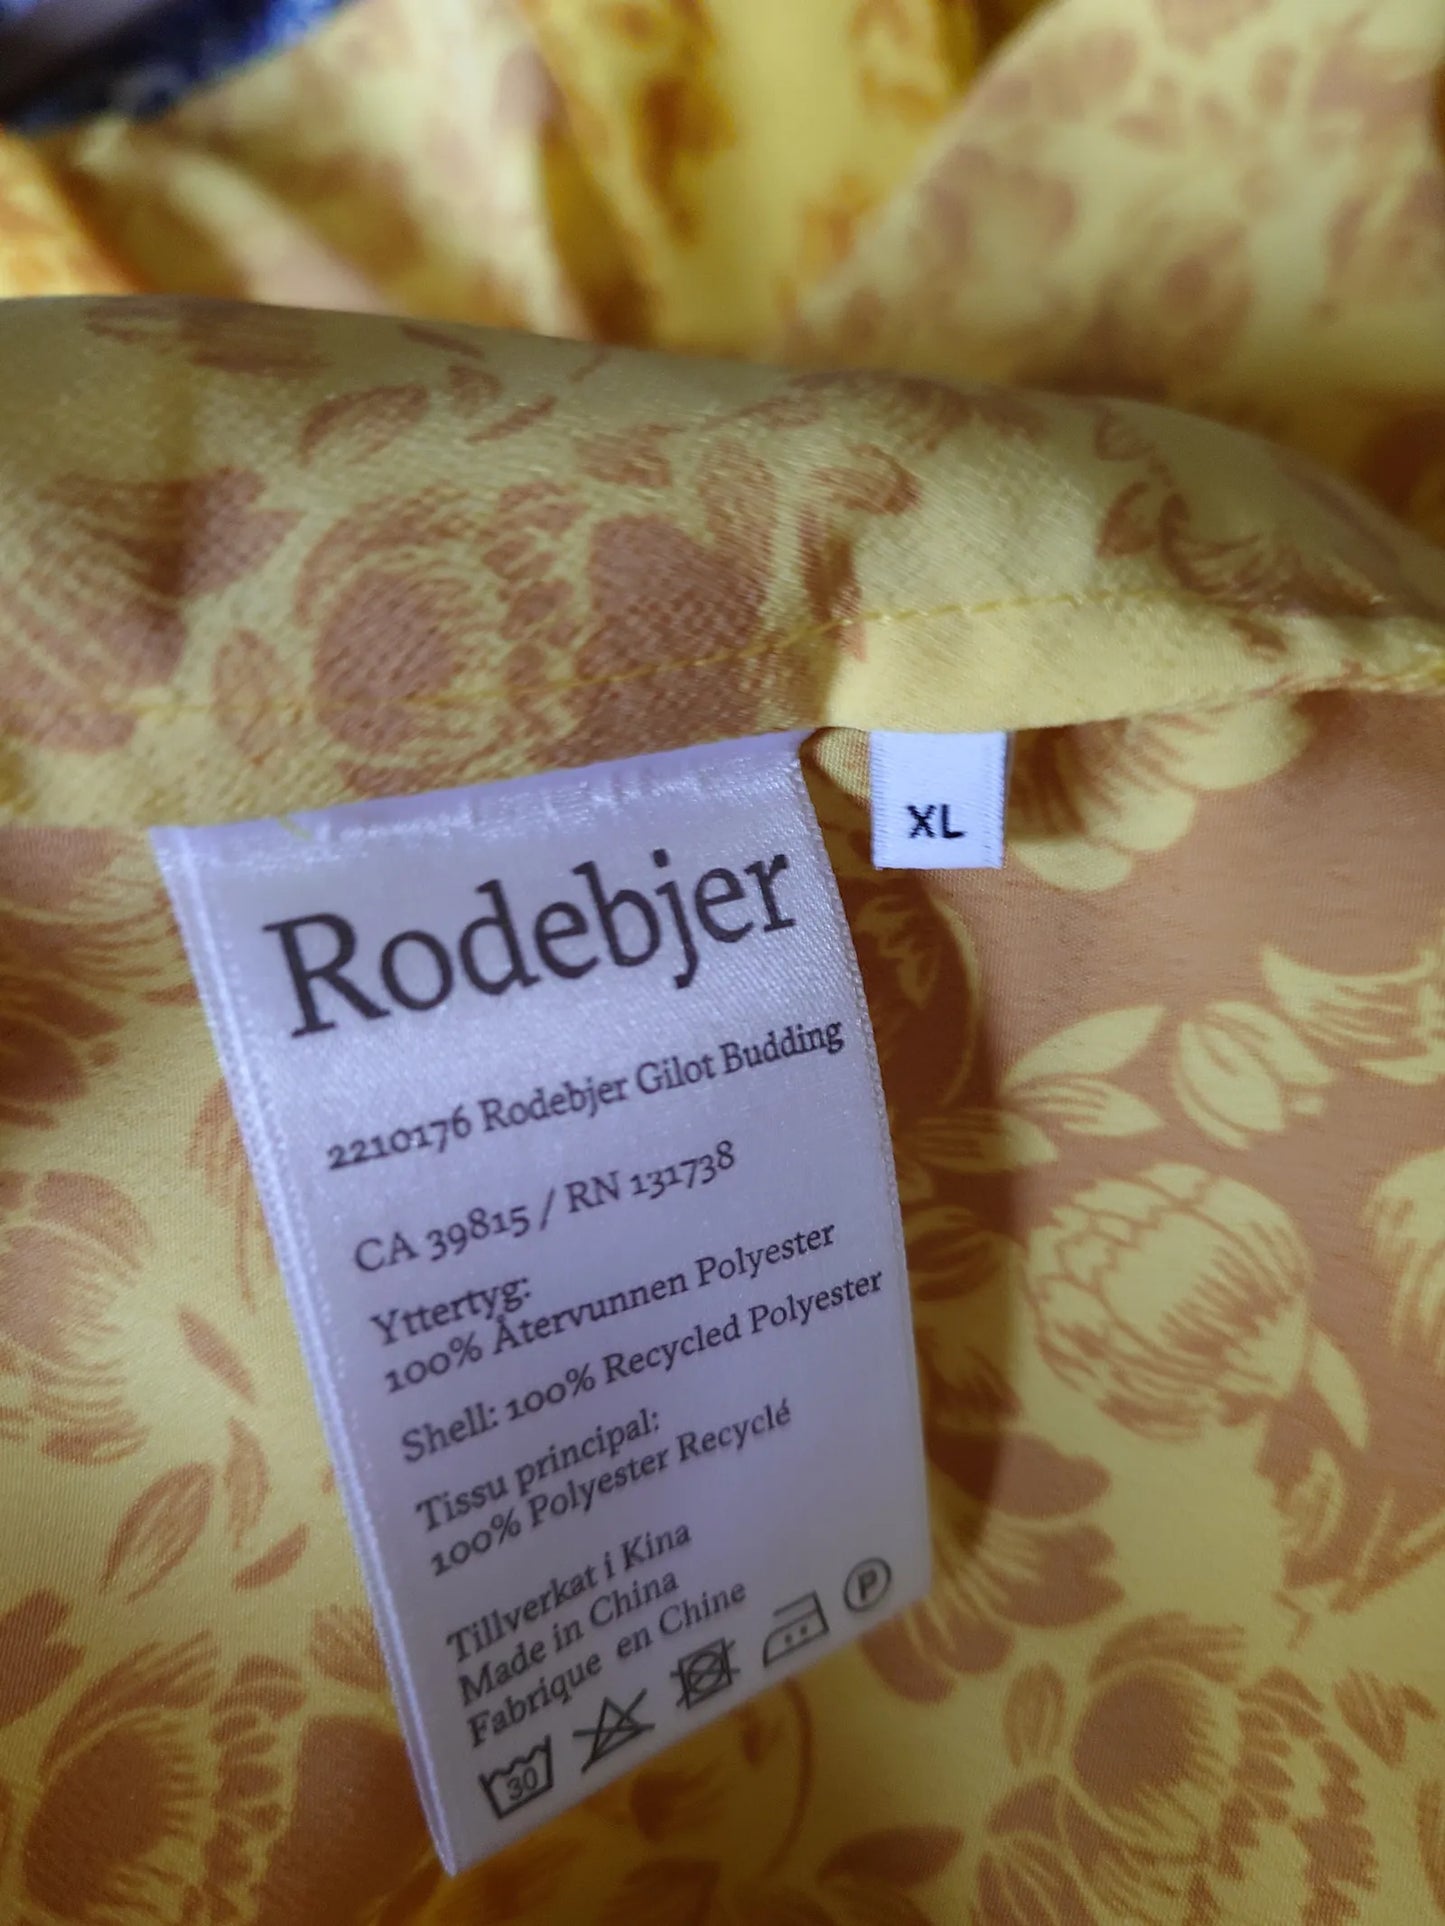 XL
Rodebjer
2210176 Rodebjer Gilot Budding
CA 39815 / RN 131738
Yttertyg:
100% Återvunnen Polyester
Shell: 100% Recycled Polyester
Tissu principal:
100% Polyester Recyclé
Tillverkat i Kina
Made in China
Fabrique en Chine
30
P